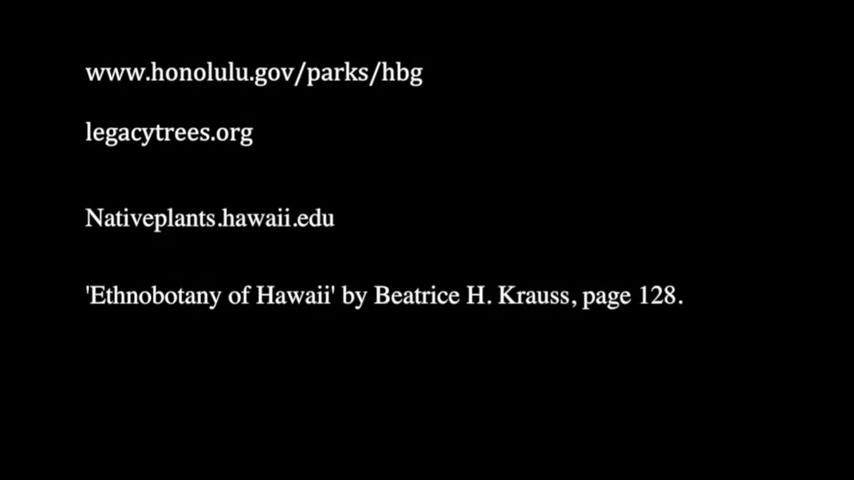 www.honolulu.gov/parks/hbg
legacytrees.org
Nativeplants.hawaii.edu
'Ethnobotany of Hawaii' by Beatrice H. Krauss, page 128.